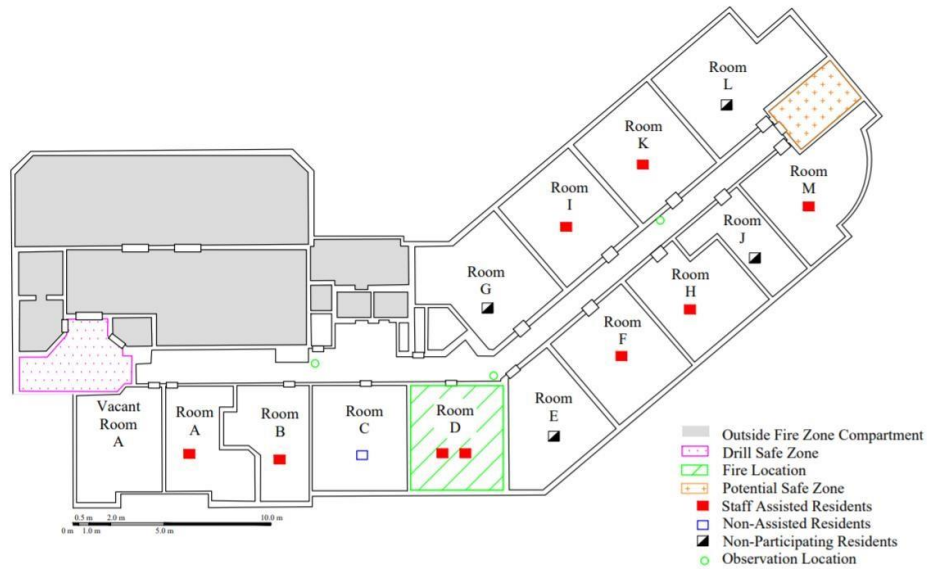 Room
L
Room
K
Room
M
Room
I
Room
J
Room
G
Room
H
Room
F
Vacant
Room
A
Room
A
Room
B
Room
C
Room
D
Room
E
Outside Fire Zone Compartment
Drill Safe Zone
Fire Location
Potential Safe Zone
Staff Assisted Residents
Non-Assisted Residents
Non-Participating Residents
Observation Location
0.5 m 2.0 m 10.0 m
0 m 1.0 m 5.0 m